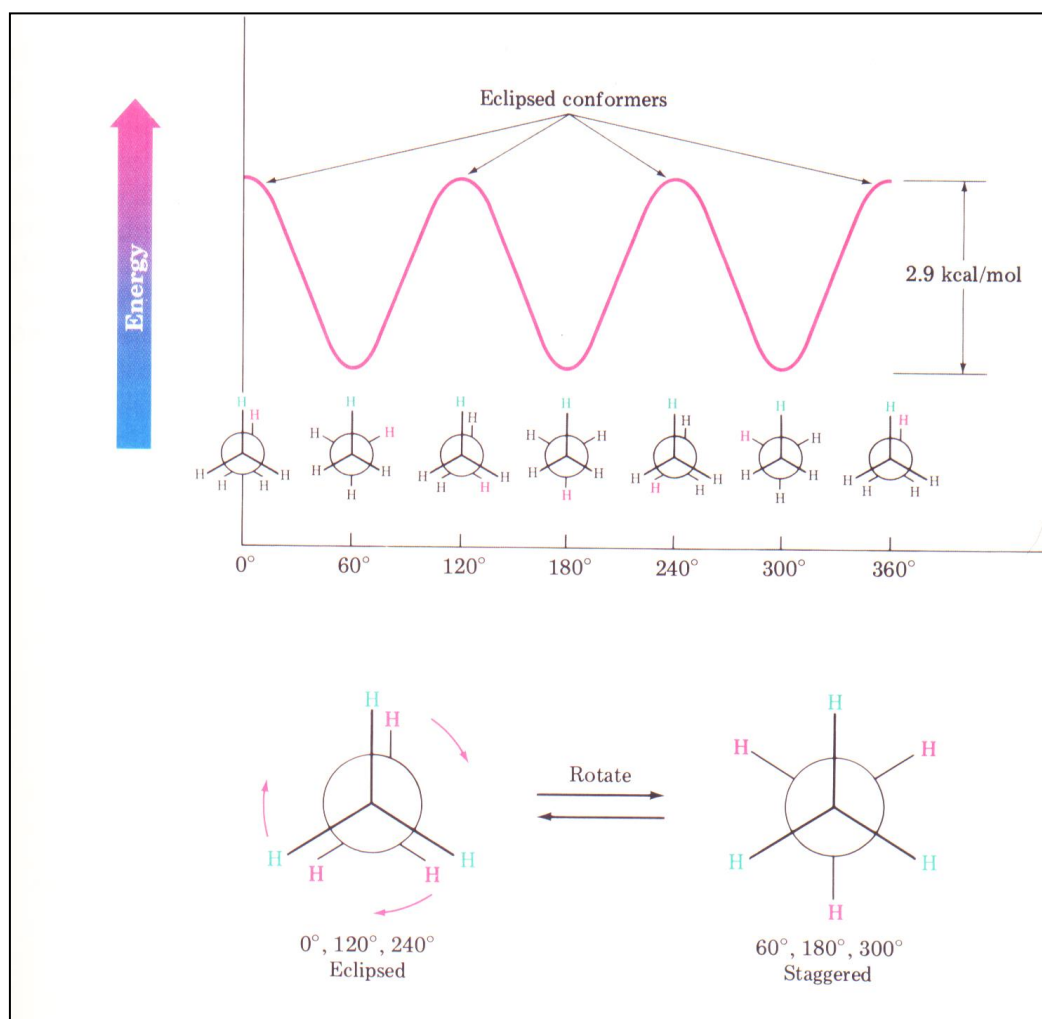 Eclipsed conformers
Energy
2.9 kcal/mol
H H H H H H
H H H H H H
H H H H H H
H H H H H H
H H H H H H
H H H H H H
H H H H H H
0° 60° 120° 180° 240° 300° 360°
H
H
H
H
H
H
Rotate
H
H
H
H
H
H
0°, 120°, 240°
Eclipsed
60°, 180°, 300°
Staggered